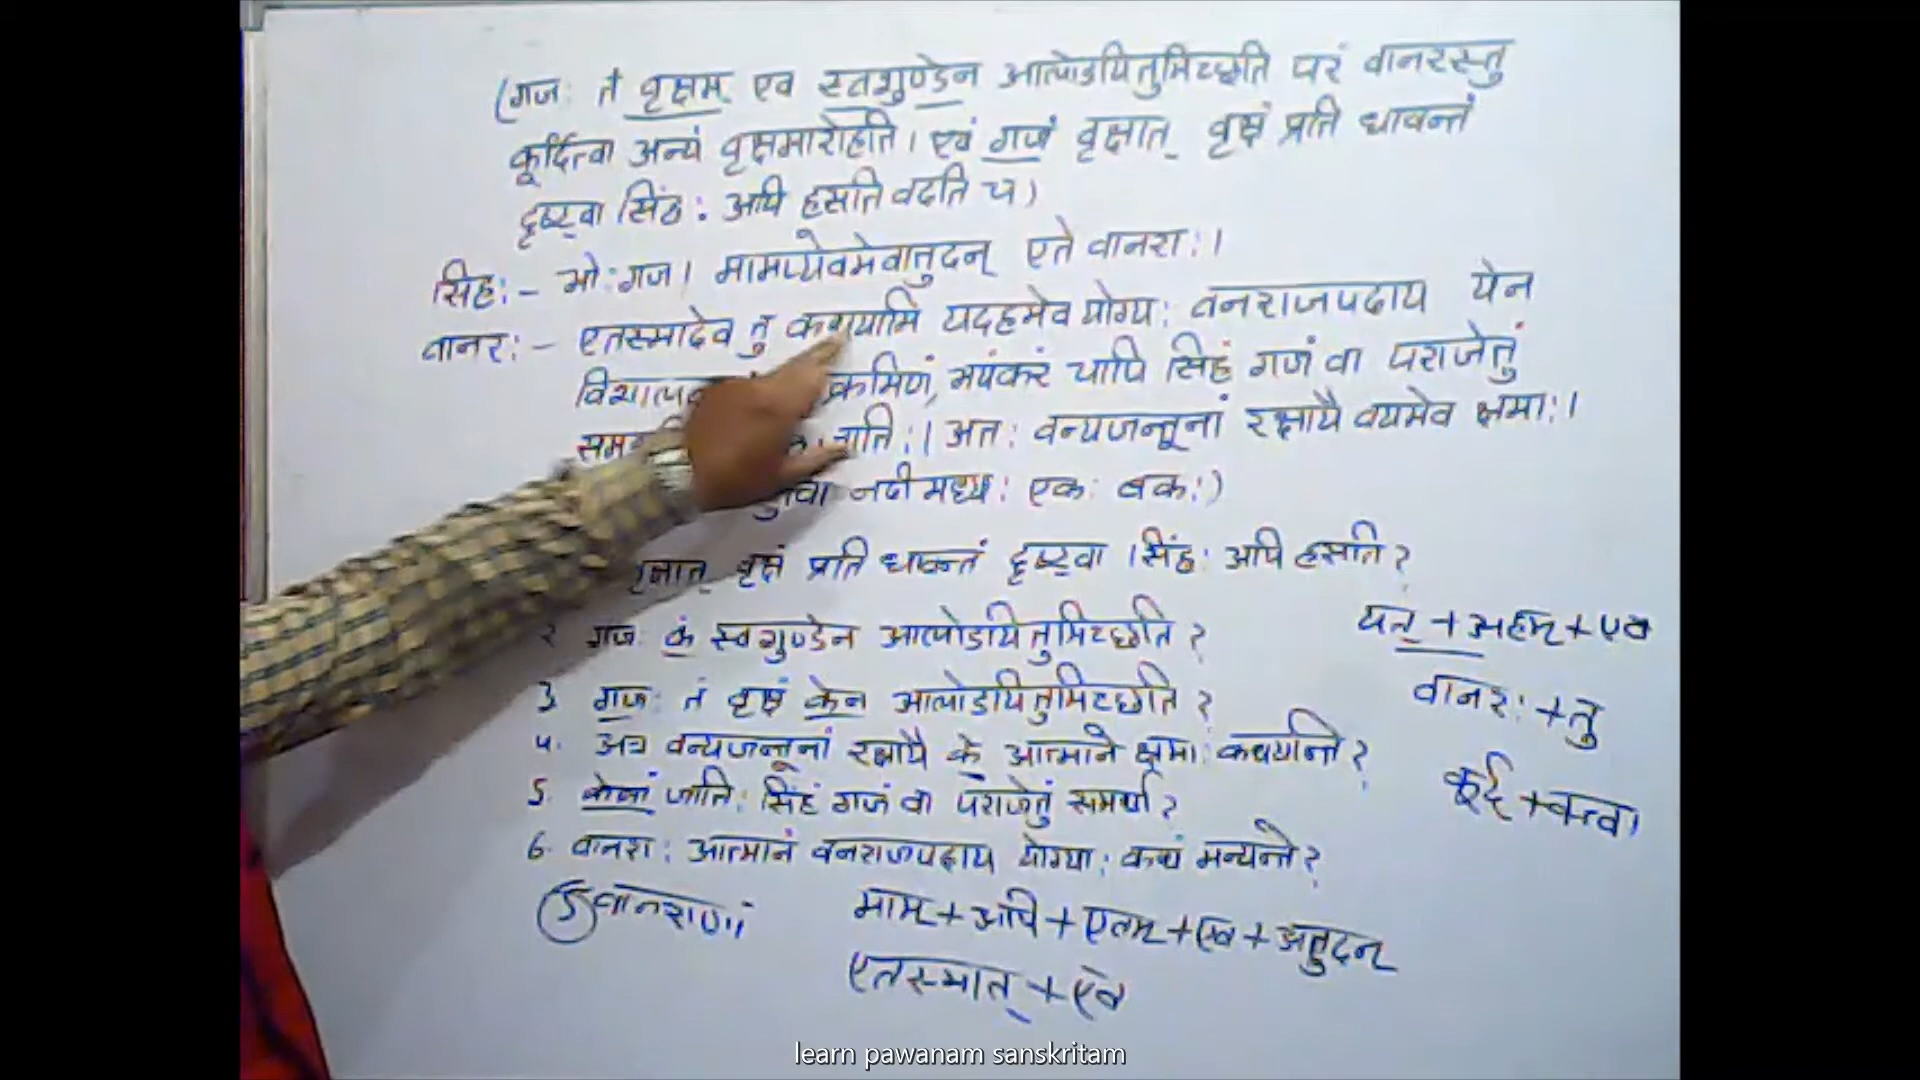 (गजः तं वृक्षम् एव स्वशुण्डेन आलोडयितुमिच्छति परं वानरस्तु
कूर्दित्वा अन्यं वृक्षमारोहति। एवं गजं वृक्षात् वृक्षं प्रति धावन्तं
दृष्ट्वा सिंहः अपि हसति वदति च)
सिंहः - भोः गज। मामप्येवमेवातुदन् एते वानराः।
वानरः - एतस्मादेव तु कथयामि यदहमेव योग्यः वनराजपदाय येन
क्रमिणं, भयंकरं चापि सिंहं गजं वा पराजेतुं
जातिः। अतः वन्यजन्तूनां रक्षायै वयमेव क्षमाः।
नदीमध्यः एकः बकः)
वृक्षं प्रति धावन्तं दृष्ट्वा सिंहः अपि हसति?
२ गजः कं स्वशुण्डेन आलोडयितुमिच्छति?
3. गजः तं वृक्षं केन आलोडयितुमिच्छति?
४. अत्र वन्यजन्तूनां रक्षायै के आत्मानं क्षमाः कथयन्ति?
5. केषां जातिः सिंहं गजं वा पराजेतुं समर्था?
6. वानराः आत्मानं वनराजपदाय योग्याः कथं मन्यन्ते?
यत् + अहम् + एव
वानरः + तु
कूर्द + क्त्वा
5 वानराणां
माम् + अपि + एवम् + एव + अतुदन्
एतस्मात् + एव
learn pawanam sanskritam